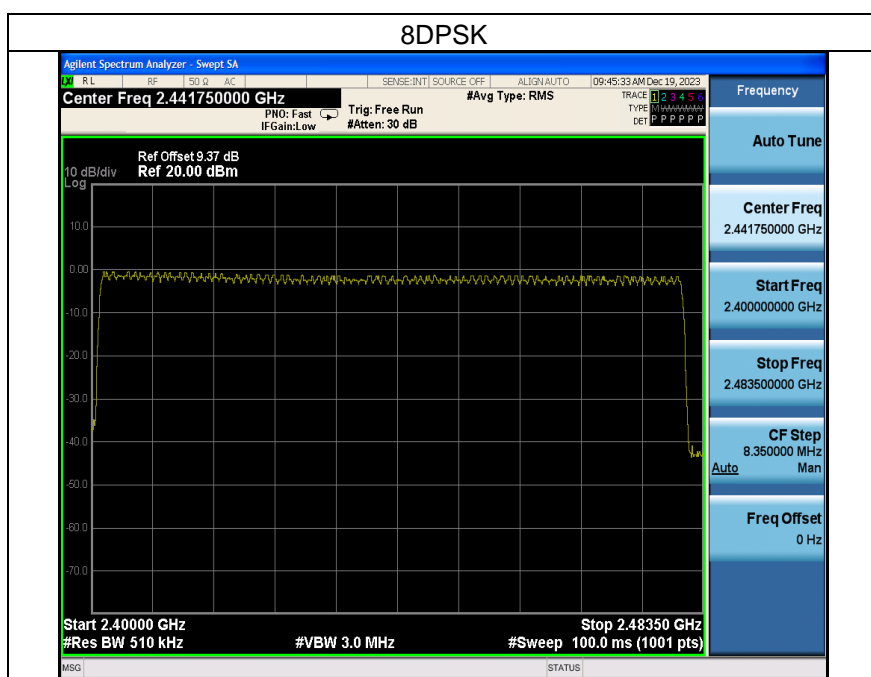 8DPSK
Agilent Spectrum Analyzer - Swept SA
LXI RL RF 50 Ω AC SENSE:INT SOURCE OFF ALIGNAUTO 09:45:33 AM Dec 19, 2023
Center Freq 2.441750000 GHz
PNO: Fast
IFGain:Low
Trig: Free Run
#Atten: 30 dB
#Avg Type: RMS
TRACE 1 2 3 4 5 6
TYPE M
DET P P P P P P
Ref Offset 9.37 dB
10 dB/div Ref 20.00 dBm
Log
10.0
0.00
-10.0
-20.0
-30.0
-40.0
-50.0
-60.0
-70.0
Start 2.40000 GHz Stop 2.48350 GHz
#Res BW 510 kHz #VBW 3.0 MHz #Sweep 100.0 ms (1001 pts)
MSG STATUS
Frequency
Auto Tune
Center Freq
2.441750000 GHz
Start Freq
2.400000000 GHz
Stop Freq
2.483500000 GHz
CF Step
8.350000 MHz
Auto Man
Freq Offset
0 Hz